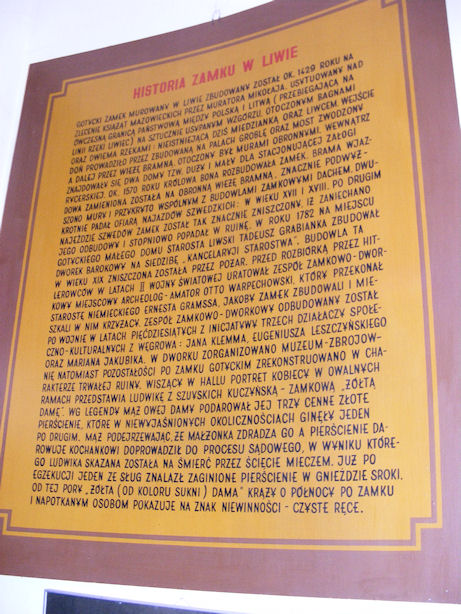 HISTORIA ZAMKU W LIWIE
GOTYCKI ZAMEK MUROWANY W LIWIE ZBUDOWANY ZOSTAŁ OK. 1429 ROKU NA
ZLECENIE KSIĄŻĄT MAZOWIECKICH PRZEZ MURATORA MIKOŁAJA. USYTUOWANY NAD
ÓWCZESNĄ GRANICĄ PAŃSTWOWĄ MIĘDZY POLSKĄ I LITWĄ (PRZEBIEGAJĄCĄ NA
LINII RZEKI LIWIEC) NA SZTUCZNIE USYPANYM WZGÓRZU, OTOCZONYM BAGNAMI
ORAZ DWIEMA RZEKAMI - NIEISTNIEJĄCĄ DZIŚ MIEDZIANKĄ ORAZ LIWCEM WEJŚCIE
DOŃ PROWADZIŁO PRZEZ ZBUDOWANĄ NA PALACH GROBLĘ ORAZ MOST ZWODZONY
A DALEJ PRZEZ WIEŻĘ BRAMNĄ. OTOCZONY BYŁ MURAMI OBRONNYMI. WEWNĄTRZ
ZNAJDOWAŁY SIĘ DWA DOMY TZW. DUŻY I MAŁY DLA STACJONUJĄCEJ ZAŁOGI
RYCERSKIEJ. OK. 1570 ROKU KRÓLOWA BONA ROZBUDOWAŁA ZAMEK. BRAMA WJAZ-
DOWA ZAMIENIONA ZOSTAŁA NA OBRONNĄ WIEŻĘ BRAMNĄ, ZNACZNIE PODWYŻ-
SZONO MURY I PRZYKRYTO WSPÓLNYM Z BUDOWLAMI ZAMKOWYMI DACHEM. DWU-
KROTNIE PADAŁ OFIARĄ NAJAZDÓW SZWEDZKICH: W WIEKU XVII I XVIII. PO DRUGIM
NAJEŹDZIE SZWEDÓW ZAMEK ZOSTAŁ TAK ZNACZNIE ZNISZCZONY, IŻ ZANIECHANO
JEGO ODBUDOWY I STOPNIOWO POPADAŁ W RUINĘ. W ROKU 1782 NA MIEJSCU
GOTYCKIEGO MAŁEGO DOMU STAROSTA LIWSKI TADEUSZ GRABIANKA ZBUDOWAŁ
DWOREK BAROKOWY NA SIEDZIBĘ „KANCELARYJI STAROSTWA". BUDOWLA TA
W WIEKU XIX ZNISZCZONA ZOSTAŁA PRZEZ POŻAR. PRZED ROZBIÓRKĄ PRZEZ HIT-
LEROWCÓW W LATACH II WOJNY ŚWIATOWEJ URATOWAŁ ZESPÓŁ ZAMKOWO-DWOR-
KOWY MIEJSCOWY ARCHEOLOG-AMATOR OTTO WARPECHOWSKI, KTÓRY PRZEKONAŁ
STAROSTĘ NIEMIECKIEGO ERNESTA GRAMSSA, JAKOBY ZAMEK ZBUDOWALI I MIE-
SZKALI W NIM KRZYŻACY. ZESPÓŁ ZAMKOWO-DWORKOWY ODBUDOWANY ZOSTAŁ
PO WOJNIE W LATACH PIĘĆDZIESIĄTYCH Z INICJATYWY TRZECH DZIAŁACZY SPOŁE-
CZNO-KULTURALNYCH Z WĘGROWA: JANA KLEMMA, EUGENIUSZA LESZCZYŃSKIEGO
ORAZ MARIANA JAKUBIKA. W DWORKU ZORGANIZOWANO MUZEUM-ZBROJOW-
NIĘ NATOMIAST POZOSTAŁOŚCI PO ZAMKU GOTYCKIM ZREKONSTRUOWANO W CHA-
RAKTERZE TRWAŁEJ RUINY. WISZĄCY W HALLU PORTRET KOBIECY W OWALNYCH
RAMACH PRZEDSTAWIA LUDWIKĘ Z SZUJSKICH KUCZYŃSKĄ - ZAMKOWĄ „ŻÓŁTĄ
DAMĘ". WG LEGENDY MĄŻ OWEJ DAMY PODAROWAŁ JEJ TRZY CENNE ZŁOTE
PIERŚCIENIE, KTÓRE W NIEWYJAŚNIONYCH OKOLICZNOŚCIACH GINĘŁY JEDEN
PO DRUGIM. MĄŻ PODEJRZEWAJĄC, ŻE MAŁŻONKA ZDRADZA GO A PIERŚCIENIE DA-
ROWUJE KOCHANKOWI DOPROWADZIŁ DO PROCESU SĄDOWEGO, W WYNIKU KTÓRE-
GO LUDWIKA SKAZANA ZOSTAŁA NA ŚMIERĆ PRZEZ ŚCIĘCIE MIECZEM. JUŻ PO
EGZEKUCJI JEDEN ZE SŁUG ZNALAZŁ ZAGINIONE PIERŚCIENIE W GNIEŹDZIE SROKI.
OD TEJ PORY „ŻÓŁTA (OD KOLORU SUKNI) DAMA" KRĄŻY O PÓŁNOCY PO ZAMKU
I NAPOTKANYM OSOBOM POKAZUJE NA ZNAK NIEWINNOŚCI - CZYSTE RĘCE.